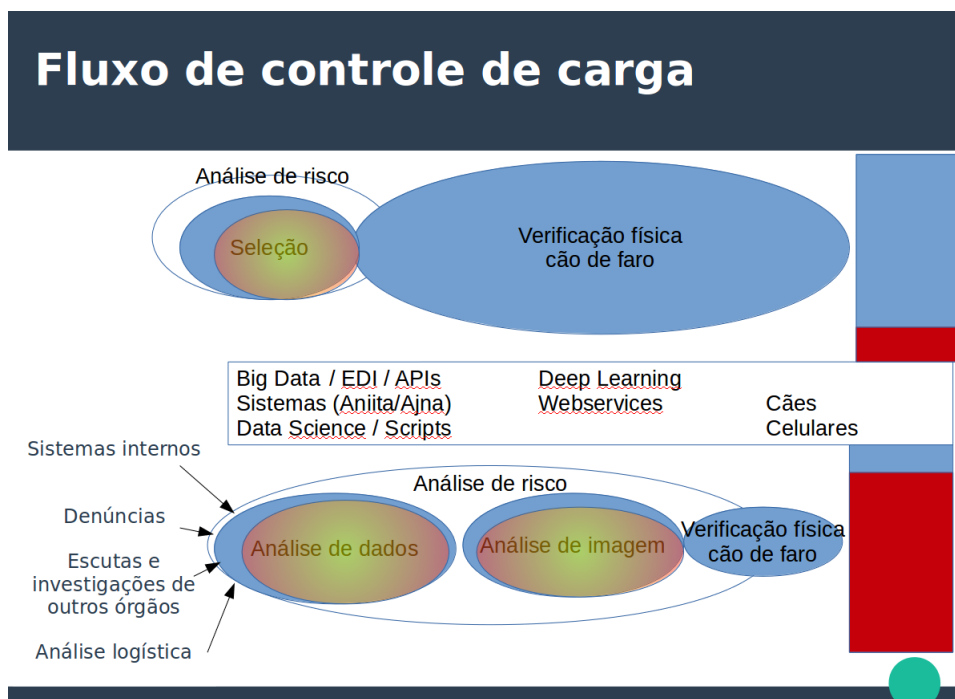 Fluxo de controle de carga
Análise de risco
Seleção
Verificação física
cão de faro
Big Data / EDI / APIs
Sistemas (Aniita/Ajna)
Data Science / Scripts
Deep Learning
Webservices
Cães
Celulares
Sistemas internos
Denúncias
Escutas e
investigações de
outros órgãos
Análise logística
Análise de risco
Análise de dados
Análise de imagem
Verificação física
cão de faro